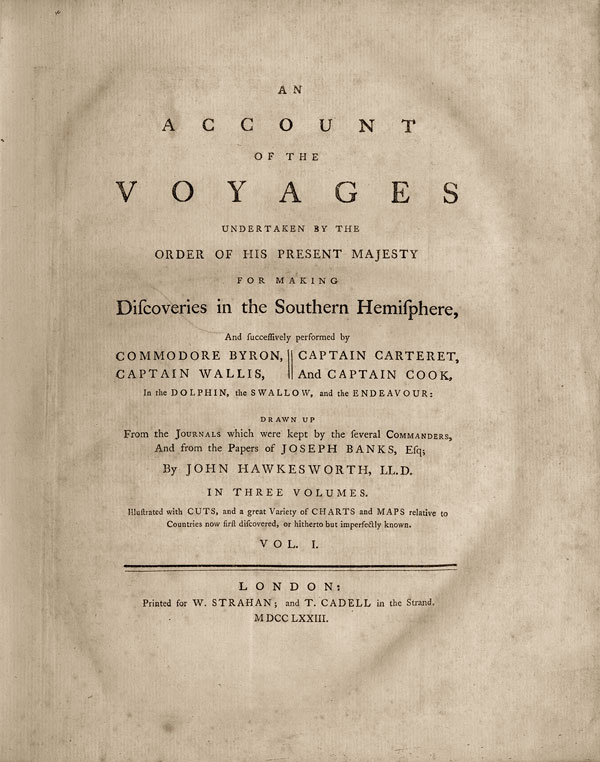 AN
ACCOUNT
OF THE
VOYAGES
UNDERTAKEN BY THE
ORDER OF HIS PRESENT MAJESTY
FOR MAKING
Diſcoveries in the Southern Hemiſphere,
And ſucceſſively performed by
COMMODORE BYRON, || CAPTAIN CARTERET,
CAPTAIN WALLIS, || And CAPTAIN COOK,
In the DOLPHIN, the SWALLOW, and the ENDEAVOUR:
DRAWN UP
From the JOURNALS which were kept by the ſeveral COMMANDERS,
And from the Papers of JOSEPH BANKS, Eſq;
By JOHN HAWKESWORTH, LL.D.
IN THREE VOLUMES.
Illuſtrated with CUTS, and a great Variety of CHARTS and MAPS relative to
Countries now firſt diſcovered, or hitherto but imperfectly known.
VOL. I.
LONDON:
Printed for W. STRAHAN; and T. CADELL in the Strand.
MDCCLXXIII.